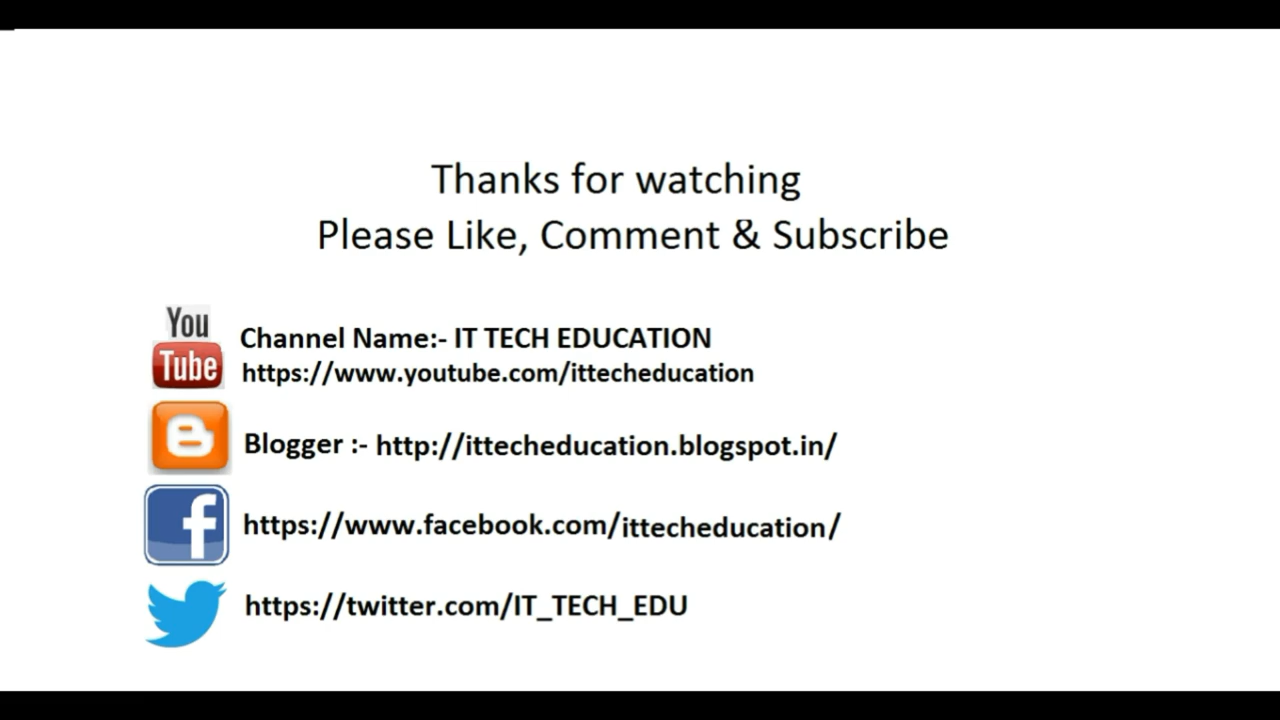 Thanks for watching
Please Like, Comment & Subscribe
You
Tube
Channel Name:- IT TECH EDUCATION
https://www.youtube.com/ittecheducation
Blogger :- http://ittecheducation.blogspot.in/
https://www.facebook.com/ittecheducation/
https://twitter.com/IT_TECH_EDU